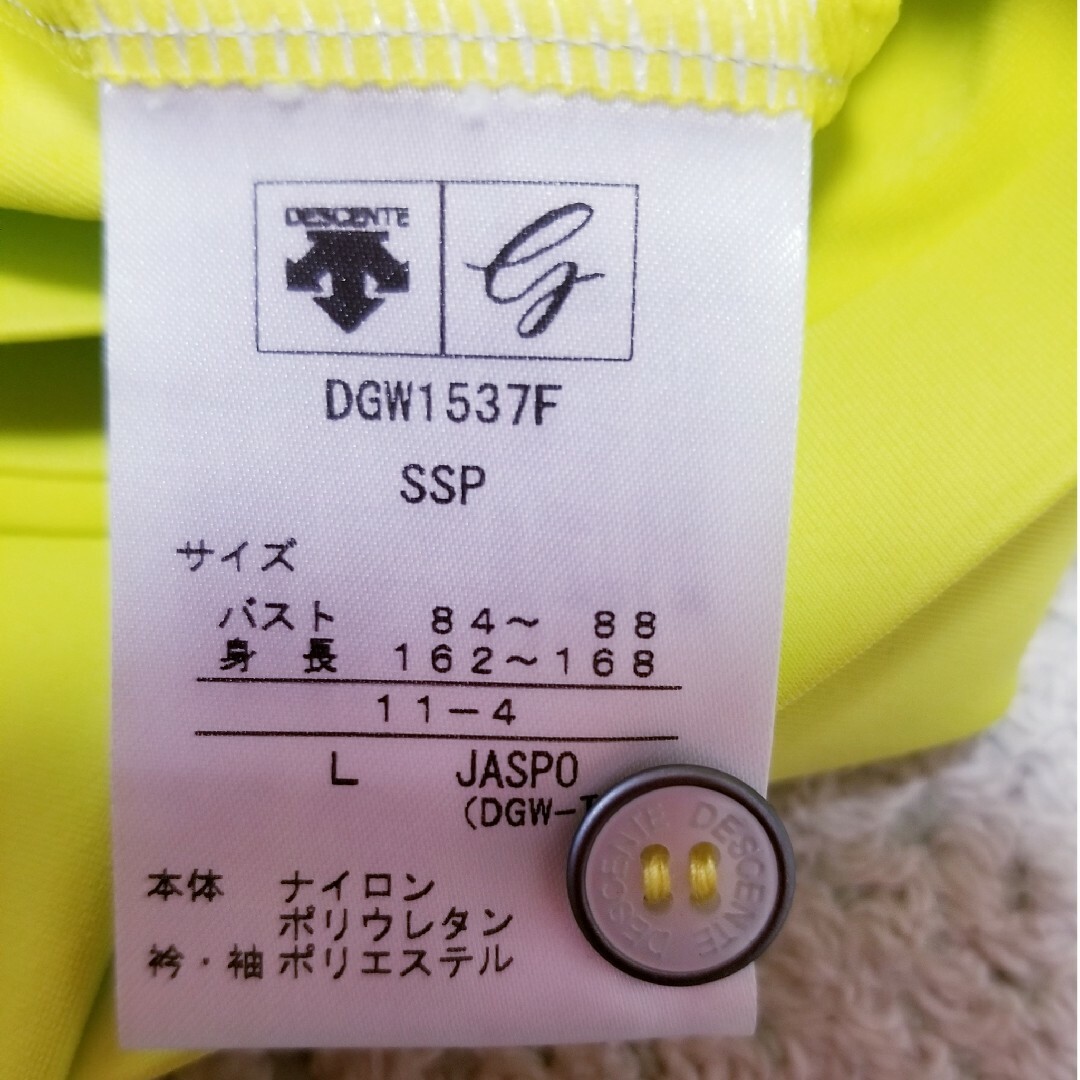 DESCENTE
G
DGW1537F
SSP
サイズ
バスト 84～ 88
身 長 162～168
11-4
L JASPO
(DGW-
本体 ナイロン
ポリウレタン
衿・袖 ポリエステル
DESCENTE DESCENTE